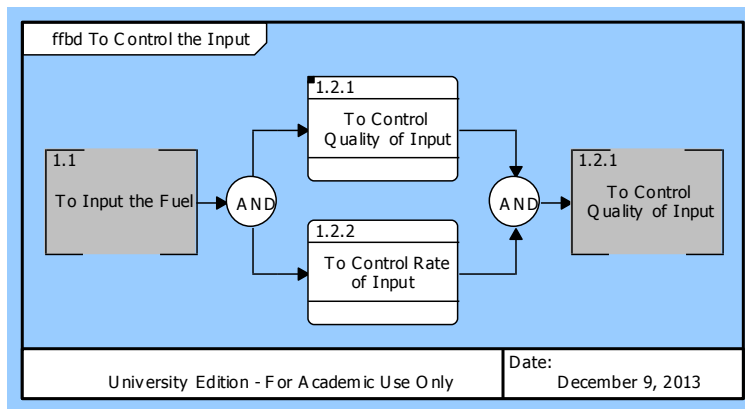 ffbd To Control the Input
1.1
To Input the Fuel
AND
1.2.1
To Control
Quality of Input
1.2.2
To Control Rate
of Input
AND
1.2.1
To Control
Quality of Input
University Edition - For Academic Use Only
Date:
December 9, 2013